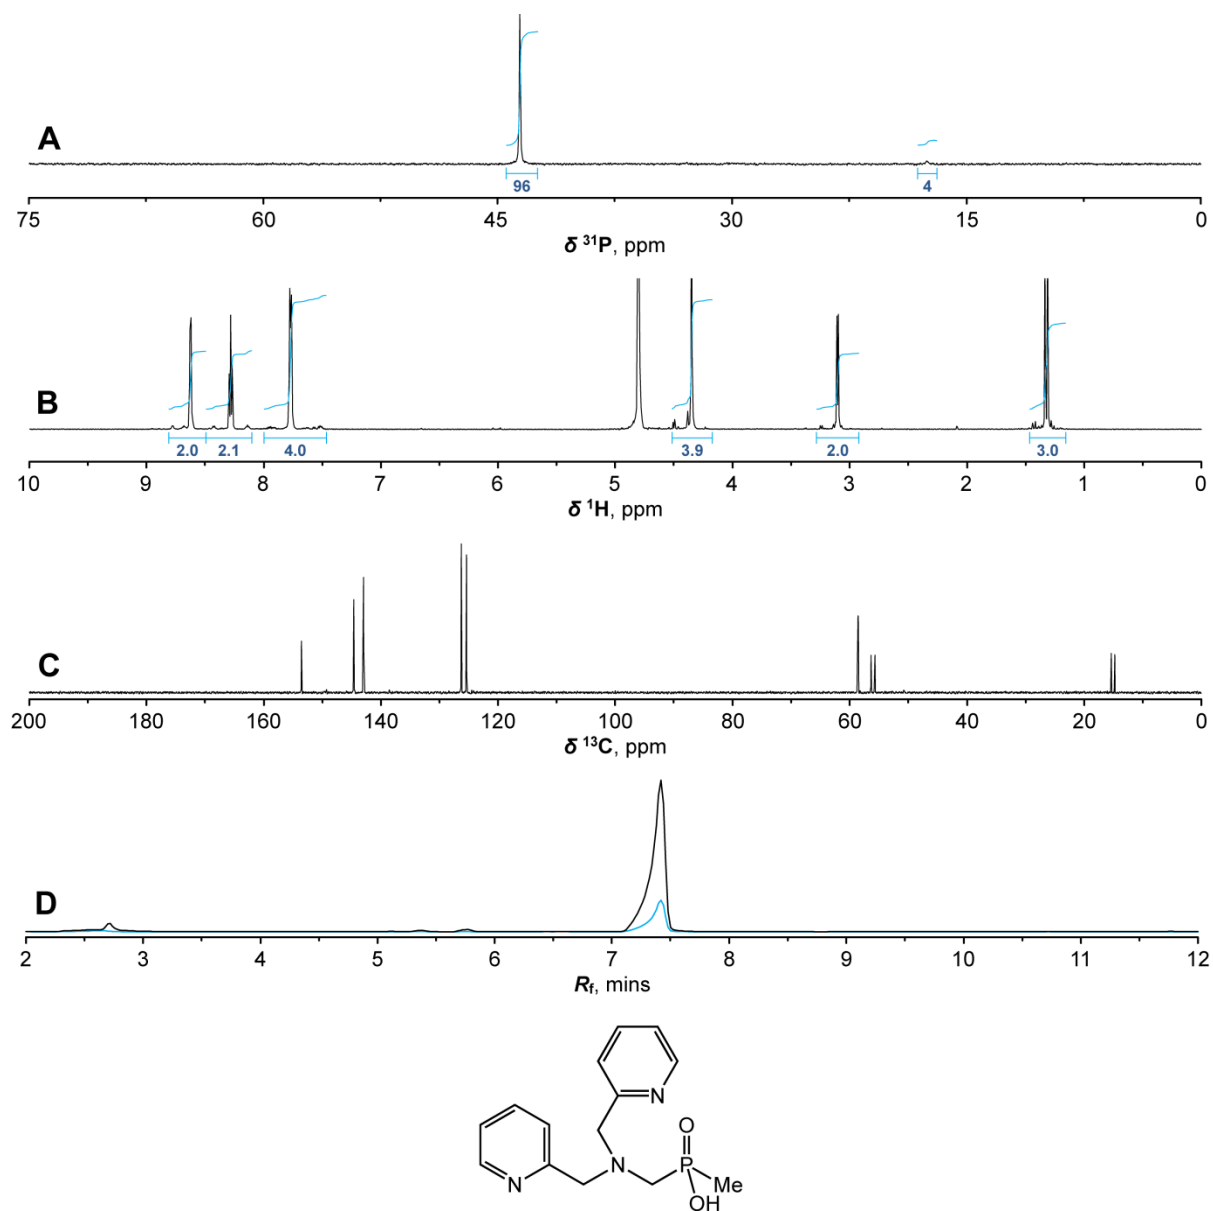 A
96
4
75 60 45 30 15 0
δ ³¹P, ppm
B
2.0 2.1 4.0 3.9 2.0 3.0
10 9 8 7 6 5 4 3 2 1 0
δ ¹H, ppm
C
200 180 160 140 120 100 80 60 40 20 0
δ ¹³C, ppm
D
2 3 4 5 6 7 8 9 10 11 12
Rf, mins
N
O
N
P
Me
N
OH